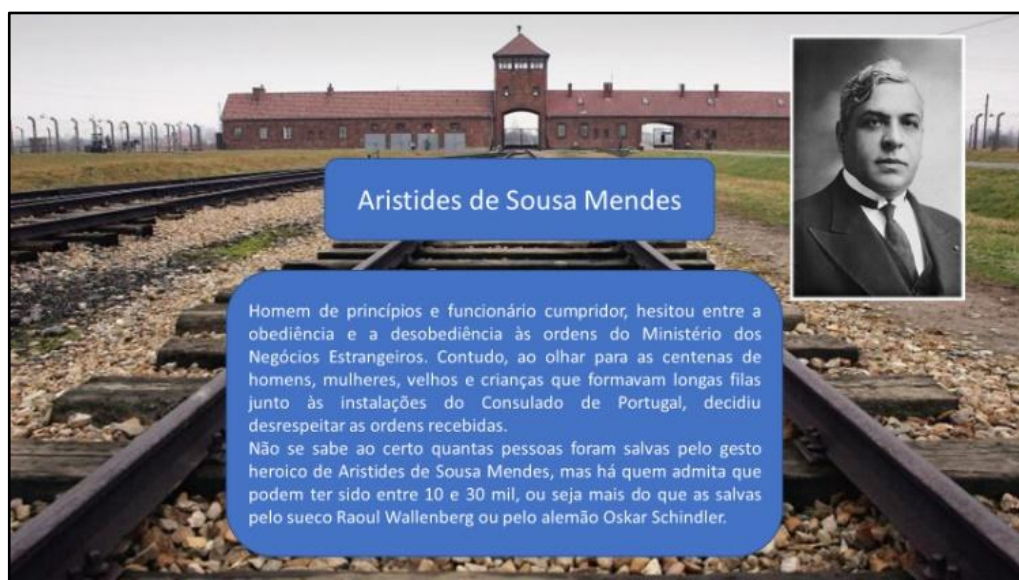 Aristides de Sousa Mendes
Homem de princípios e funcionário cumpridor, hesitou entre a
obediência e a desobediência às ordens do Ministério dos
Negócios Estrangeiros. Contudo, ao olhar para as centenas de
homens, mulheres, velhos e crianças que formavam longas filas
junto às instalações do Consulado de Portugal, decidiu
desrespeitar as ordens recebidas.
Não se sabe ao certo quantas pessoas foram salvas pelo gesto
heroico de Aristides de Sousa Mendes, mas há quem admita que
podem ter sido entre 10 e 30 mil, ou seja mais do que as salvas
pelo sueco Raoul Wallenberg ou pelo alemão Oskar Schindler.